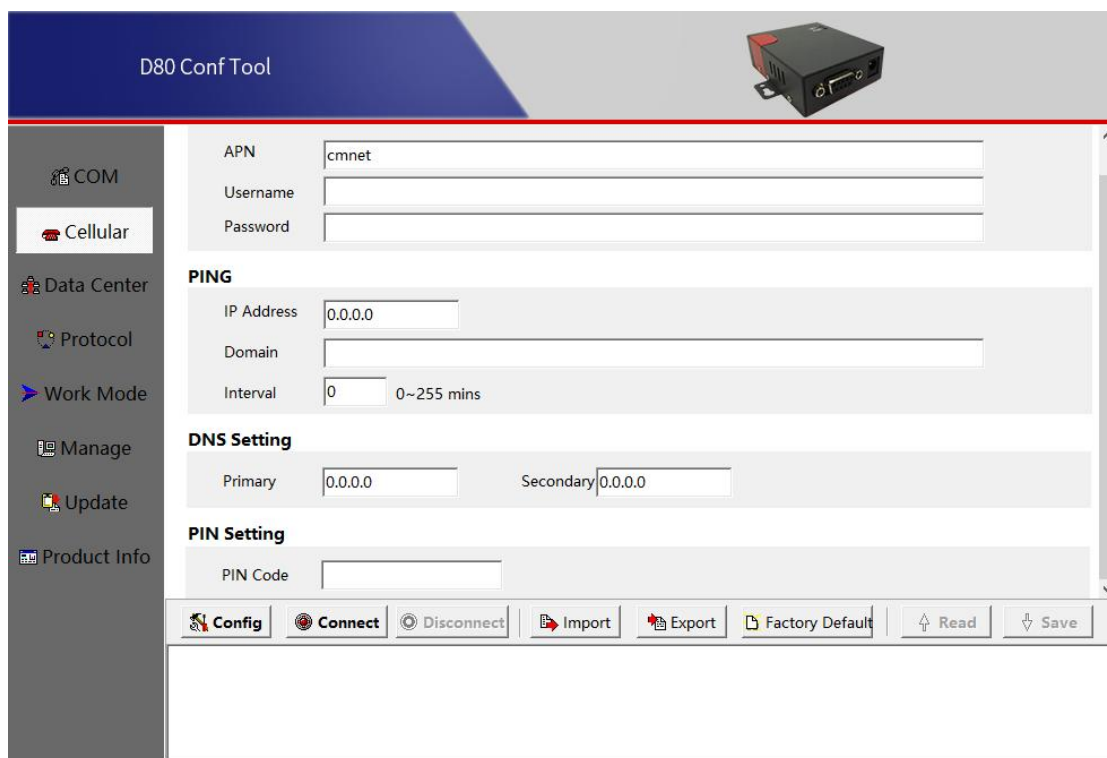 D80 Conf Tool
COM
Cellular
Data Center
Protocol
Work Mode
Manage
Update
Product Info
APN cmnet
Username
Password
PING
IP Address 0.0.0.0
Domain
Interval 0 0~255 mins
DNS Setting
Primary 0.0.0.0 Secondary 0.0.0.0
PIN Setting
PIN Code
Config Connect Disconnect Import Export Factory Default Read Save